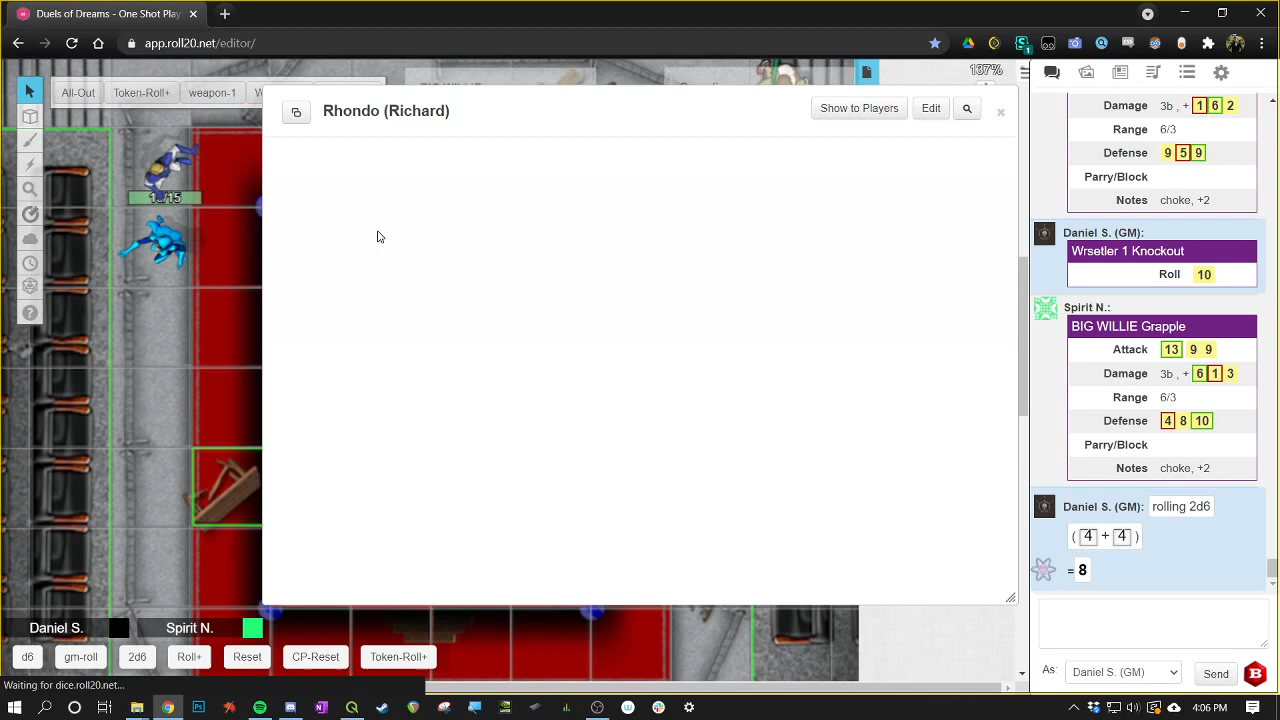 Duels of Dreams - One Shot Play
app.roll20.net/editor/
1
137%
All-Out
Token-Roll+
weapon-1
W
Rhondo (Richard)
Show to Players
Edit
/15
Damage 3b , + 1 6 2
Range 6/3
Defense 9 5 9
Parry/Block
Notes choke, +2
Daniel S. (GM):
Wrsetler 1 Knockout
Roll 10
Spirit N.:
BIG WILLIE Grapple
Attack 13 9 9
Damage 3b , + 6 1 3
Range 6/3
Defense 4 8 10
Parry/Block
Notes choke, +2
Daniel S. (GM): rolling 2d6
( 4 + 4 )
= 8
Daniel S.
Spirit N.
d6
gm-roll
2d6
Roll+
Reset
CP-Reset
Token-Roll+
As:
Daniel S. (GM)
Send
Waiting for dice.roll20.net...
4:06 PM